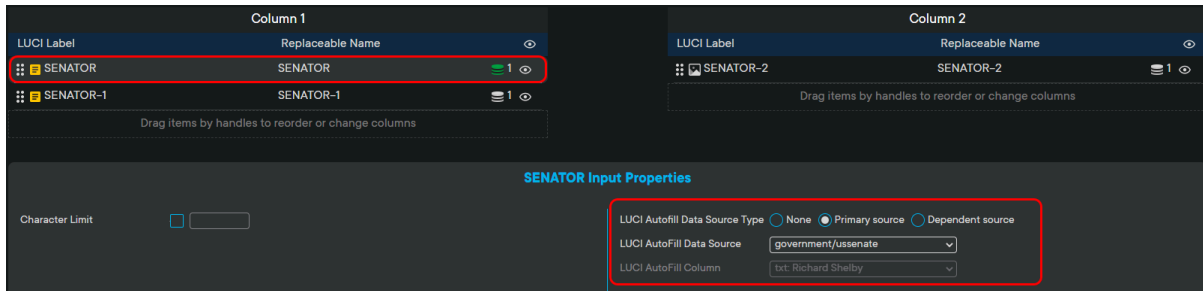 Column 1
LUCI Label Replaceable Name
SENATOR SENATOR 1
SENATOR-1 SENATOR-1 1
Drag items by handles to reorder or change columns
Column 2
LUCI Label Replaceable Name
SENATOR-2 SENATOR-2 1
Drag items by handles to reorder or change columns
SENATOR Input Properties
Character Limit
LUCI Autofill Data Source Type None Primary source Dependent source
LUCI AutoFill Data Source government/ussenate
LUCI AutoFill Column txt: Richard Shelby